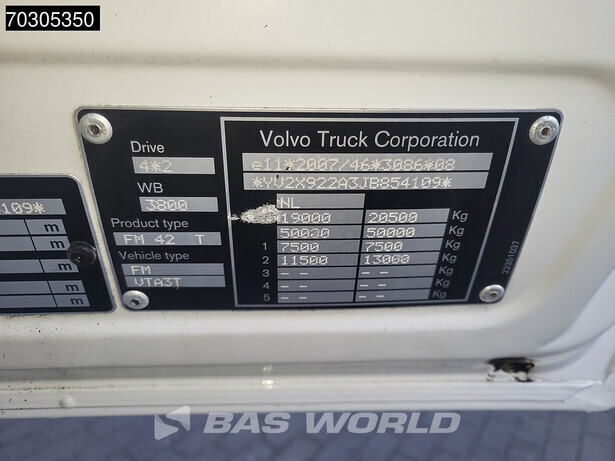 70305350
Volvo Truck Corporation
Drive
4*2
e11*2007/46*3086*08
*YV2X922A3JB854109*
WB
3800
NL
109*
19000 20500 Kg
Product type
50000 50000 Kg
m
FM 42 T
1 7500 7500 Kg
m
Vehicle type
2 11500 13000 Kg
FM
3 -- -- Kg
m
VTA3T
4 -- -- Kg
m
5 -- -- Kg
22351037
BAS WORLD